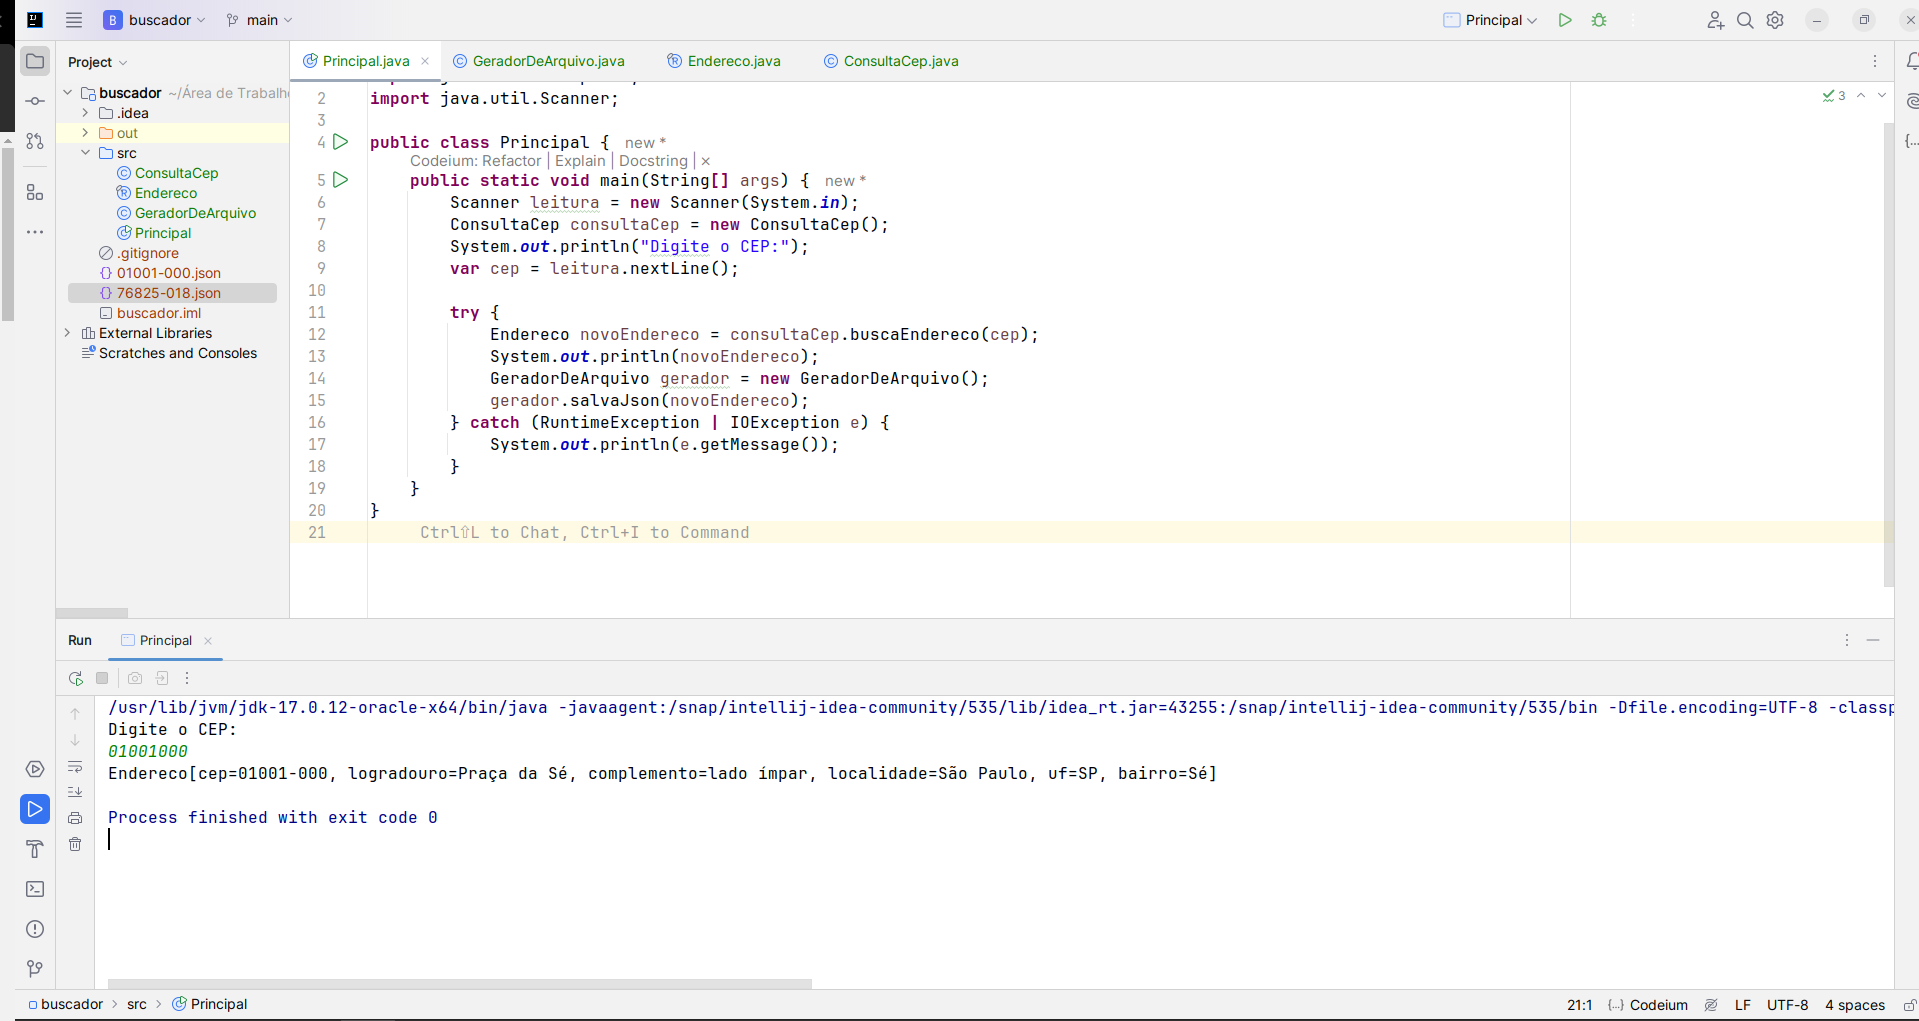 B buscador main Principal
Project
Principal.java GeradorDeArquivo.java Endereco.java ConsultaCep.java
buscador ~/Área de Trabalho
.idea
out
src
ConsultaCep
Endereco
GeradorDeArquivo
Principal
.gitignore
01001-000.json
76825-018.json
buscador.iml
External Libraries
Scratches and Consoles
3
2 import java.util.Scanner;
3
4 public class Principal { new *
Codeium: Refactor | Explain | Docstring | ×
5 public static void main(String[] args) { new *
6 Scanner leitura = new Scanner(System.in);
7 ConsultaCep consultaCep = new ConsultaCep();
8 System.out.println("Digite o CEP:");
9 var cep = leitura.nextLine();
10
11 try {
12 Endereco novoEndereco = consultaCep.buscaEndereco(cep);
13 System.out.println(novoEndereco);
14 GeradorDeArquivo gerador = new GeradorDeArquivo();
15 gerador.salvaJson(novoEndereco);
16 } catch (RuntimeException | IOException e) {
17 System.out.println(e.getMessage());
18 }
19 }
20 }
21 Ctrl⇧L to Chat, Ctrl+I to Command
Run Principal
/usr/lib/jvm/jdk-17.0.12-oracle-x64/bin/java -javaagent:/snap/intellij-idea-community/535/lib/idea_rt.jar=43255:/snap/intellij-idea-community/535/bin -Dfile.encoding=UTF-8 -classp
Digite o CEP:
01001000
Endereco[cep=01001-000, logradouro=Praça da Sé, complemento=lado ímpar, localidade=São Paulo, uf=SP, bairro=Sé]
Process finished with exit code 0
buscador > src > Principal
21:1 {...} Codeium LF UTF-8 4 spaces